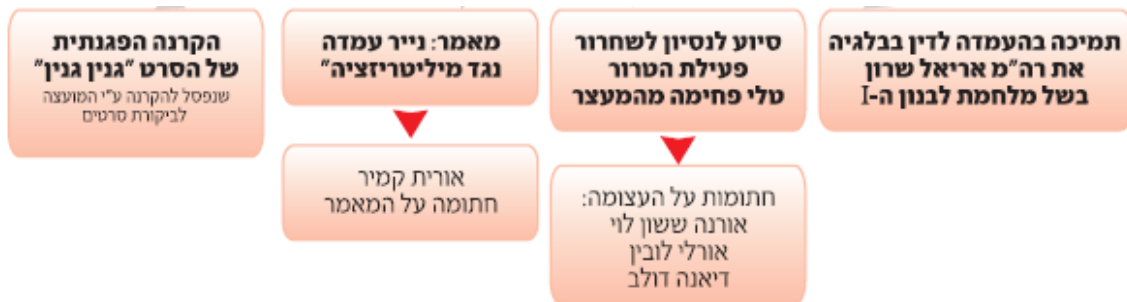 תמיכה בהעמדה לדין בבלגיה
את רה"מ אריאל שרון
בשל מלחמת לבנון ה-I
סיוע לנסיון לשחרור
פעילת הטרור
טלי פחימה מהמעצר
חתומות על העצומה:
אורנה ששון לוי
אורלי לובין
דיאנה דולב
מאמר: נייר עמדה
נגד מיליטריזציה"
אורית קמיר
חתומה על המאמר
הקרנה הפגנתית
של הסרט "גנין גנין"
שנפסל להקרנה ע"י המועצה
לביקורת סרטים